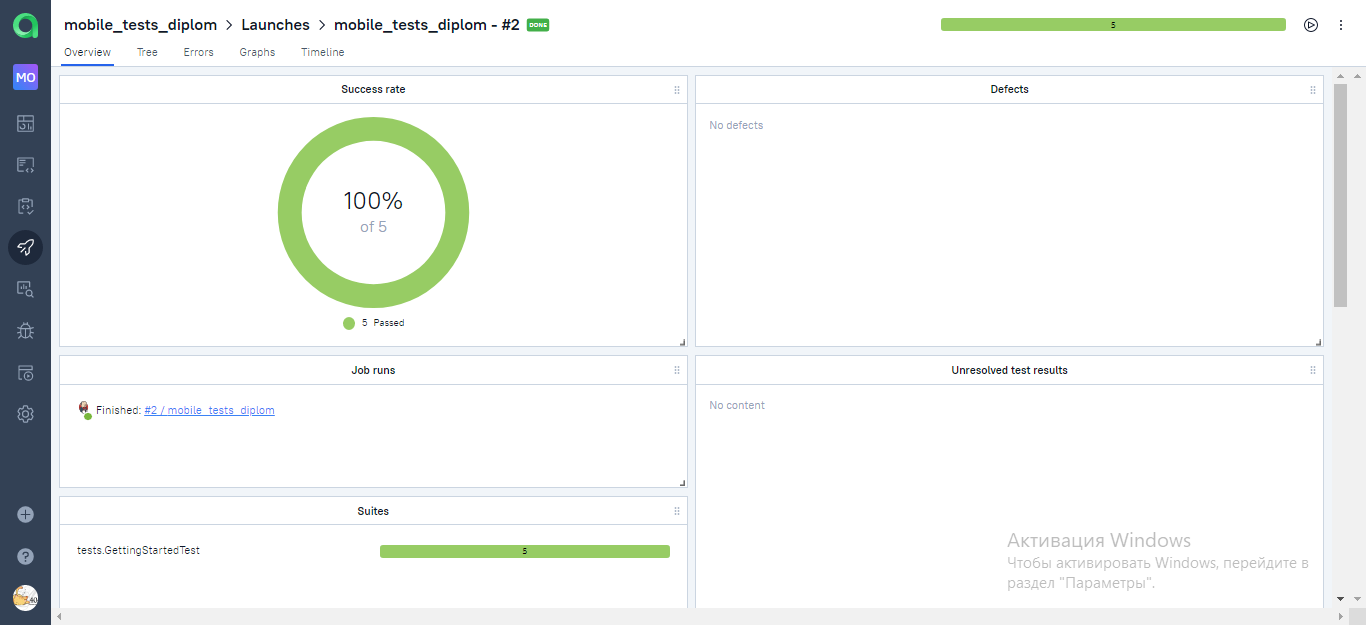 mobile_tests_diplom > Launches > mobile_tests_diplom - #2 DONE
5
MO
Overview Tree Errors Graphs Timeline
Success rate
100%
of 5
5 Passed
Defects
No defects
Job runs
Finished: #2 / mobile_tests_diplom
Unresolved test results
No content
Suites
tests.GettingStartedTest 5
Активация Windows
Чтобы активировать Windows, перейдите в
раздел "Параметры".